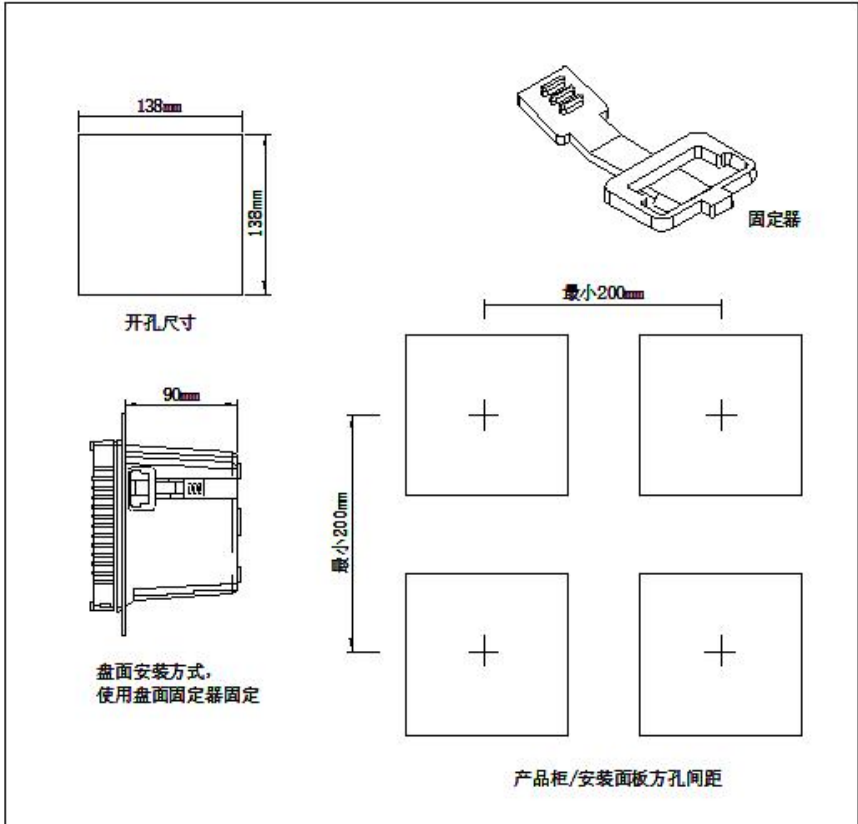 138mm
138mm
开孔尺寸
固定器
最小200mm
90mm
最小200mm
盘面安装方式,
使用盘面固定器固定
产品柜/安装面板方孔间距